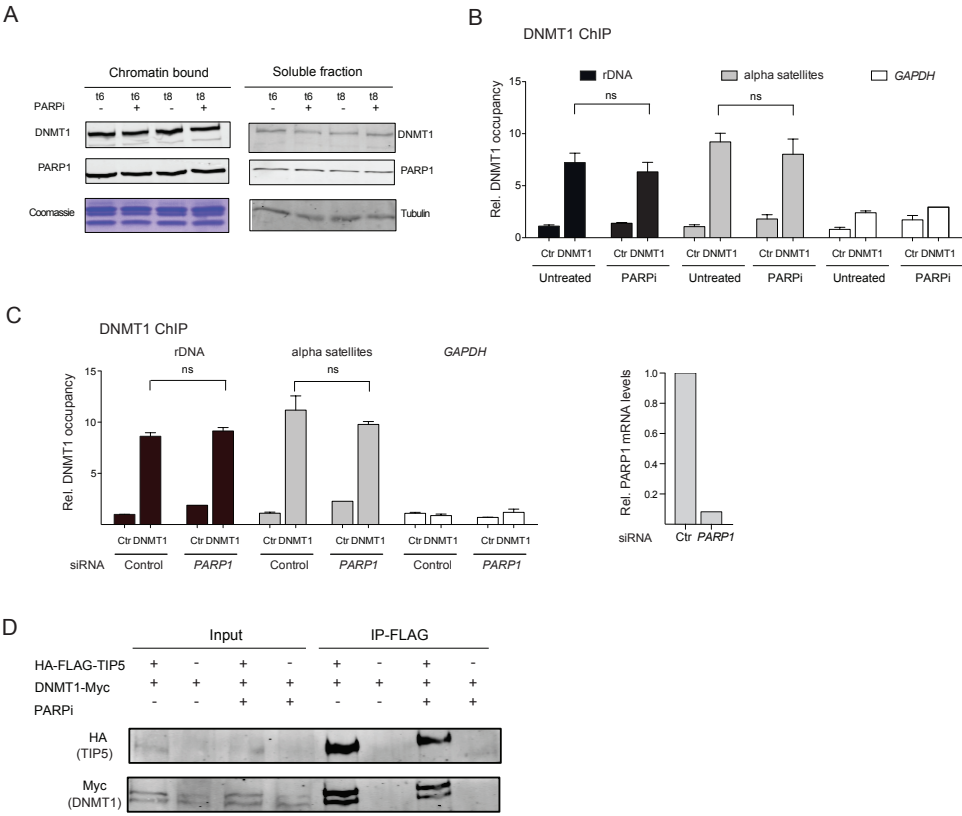 A
Chromatin bound
Soluble fraction
t6 t6 t8 t8
t6 t6 t8 t8
PARPi - + - +
- + - +
DNMT1
DNMT1
PARP1
PARP1
Coomassie
Tubulin
B
DNMT1 ChIP
rDNA alpha satellites GAPDH
Rel. DNMT1 occupancy
15
10
5
0
ns
ns
Ctr DNMT1 Ctr DNMT1 Ctr DNMT1 Ctr DNMT1 Ctr DNMT1 Ctr DNMT1
Untreated PARPi Untreated PARPi Untreated PARPi
C
DNMT1 ChIP
rDNA alpha satellites GAPDH
Rel. DNMT1 occupancy
15
10
5
ns
ns
Ctr DNMT1 Ctr DNMT1 Ctr DNMT1 Ctr DNMT1 Ctr DNMT1 Ctr DNMT1
siRNA Control PARP1 Control PARP1 Control PARP1
Rel. PARP1 mRNA levels
1.0
0.8
0.6
0.4
0.2
siRNA Ctr PARP1
D
Input IP-FLAG
HA-FLAG-TIP5 + - + - + - + -
DNMT1-Myc + + + + + + + +
PARPi - - + + - - + +
HA
(TIP5)
Myc
(DNMT1)